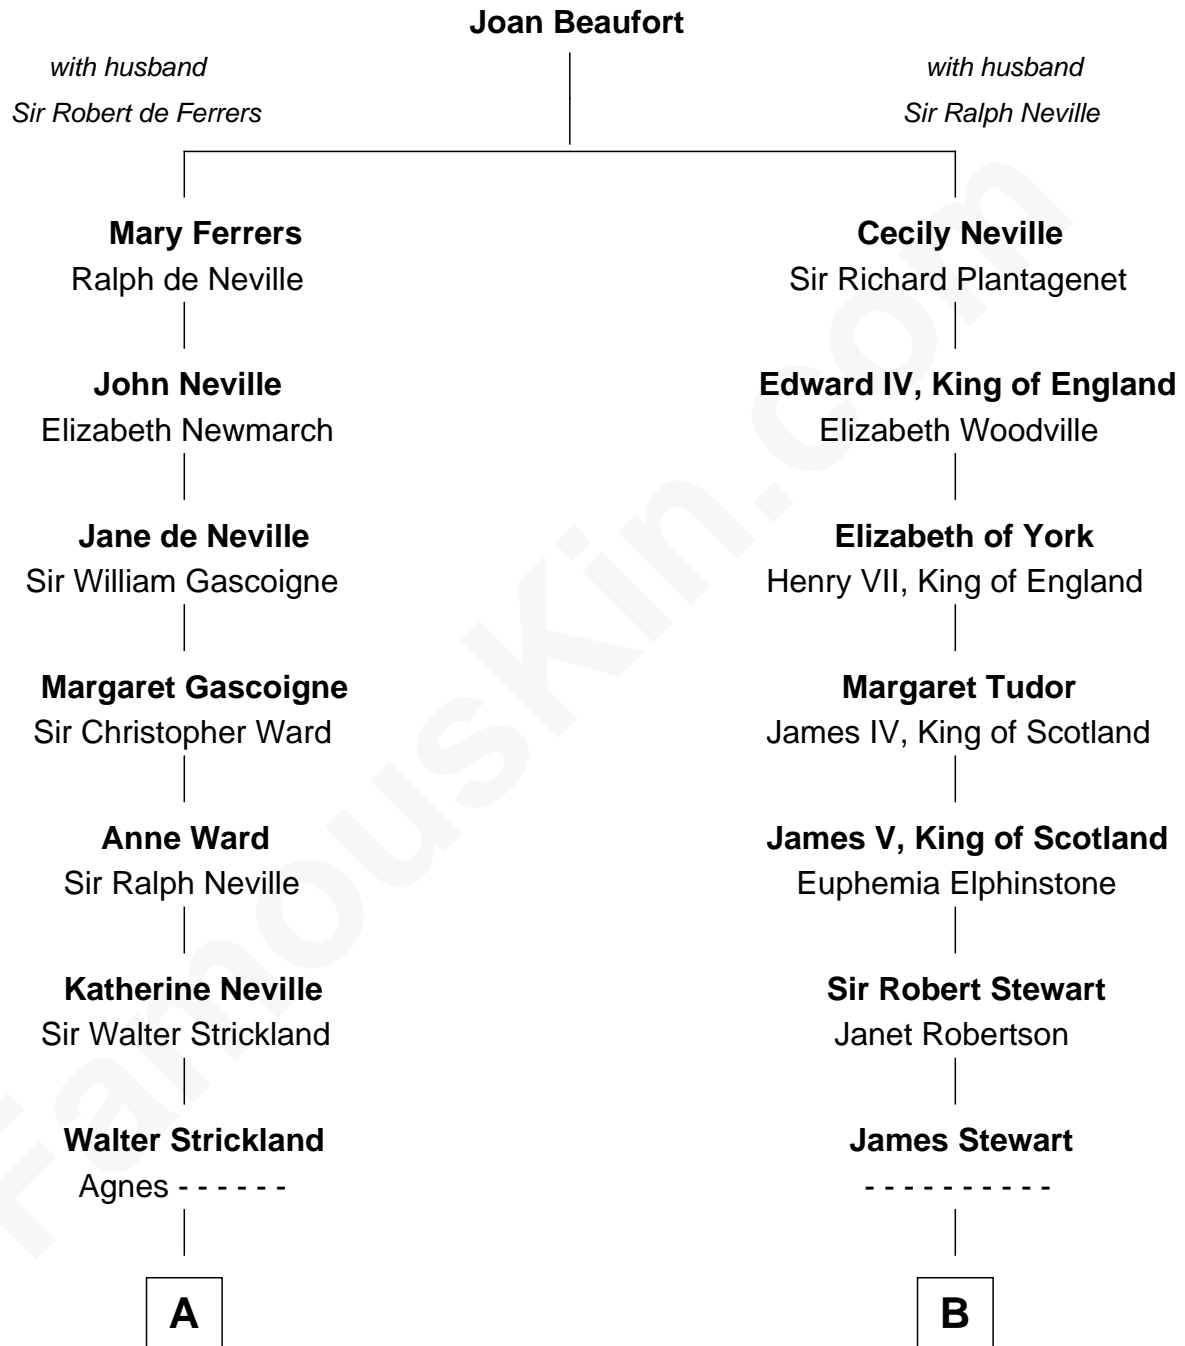 Joan Beaufort
with husband
Sir Robert de Ferrers
with husband
Sir Ralph Neville
Mary Ferrers
Ralph de Neville
Cecily Neville
Sir Richard Plantagenet
John Neville
Elizabeth Newmarch
Edward IV, King of England
Elizabeth Woodville
Jane de Neville
Sir William Gascoigne
Elizabeth of York
Henry VII, King of England
Margaret Gascoigne
Sir Christopher Ward
Margaret Tudor
James IV, King of Scotland
Anne Ward
Sir Ralph Neville
James V, King of Scotland
Euphemia Elphinstone
Katherine Neville
Sir Walter Strickland
Sir Robert Stewart
Janet Robertson
Walter Strickland
Agnes - - - - - -
James Stewart
- - - - - - - - - -
A
B
FamousKin.com